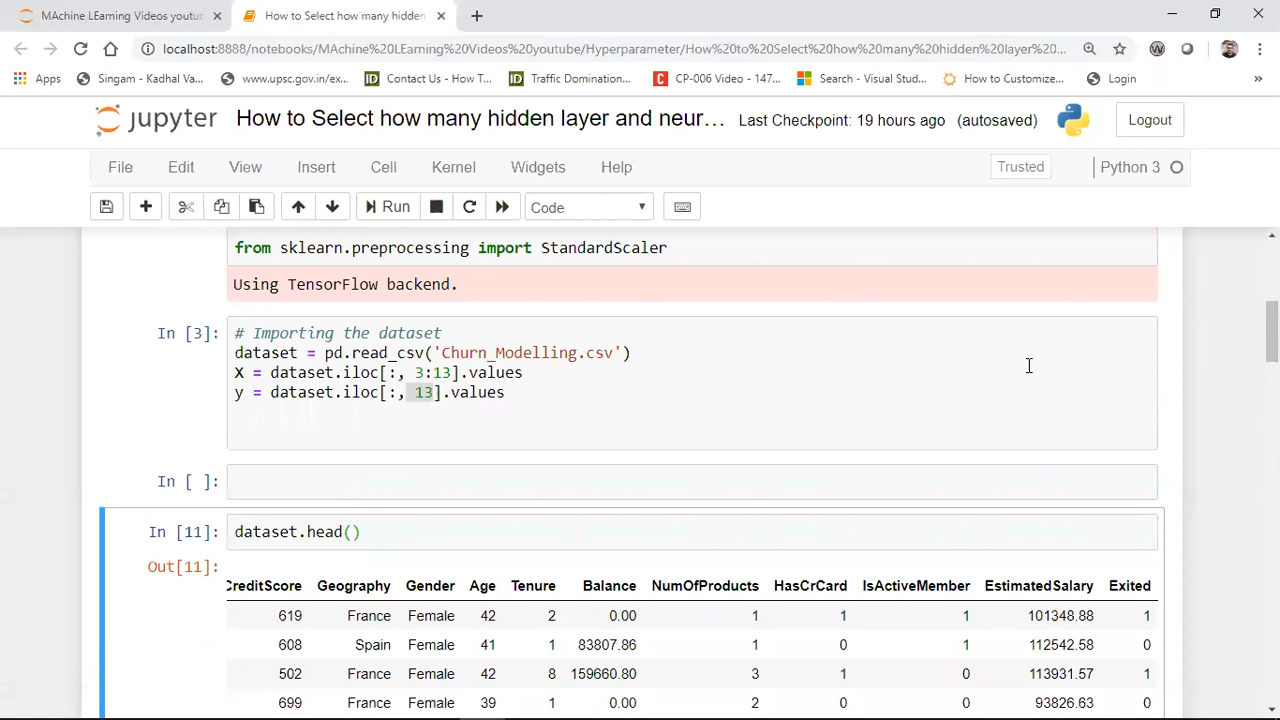 MAchine LEarning Videos youtu
How to Select how many hidden
localhost:8888/notebooks/MAchine%20LEarning%20Videos%20youtube/Hyperparameter/How%20to%20Select%20how%20many%20hidden%20layer%20...
Apps Singam - Kadhal Va... www.upsc.gov.in/ex... Contact Us - How T... Traffic Domination... CP-006 Video - 147... Search - Visual Stud... How to Customize... Login »
jupyter How to Select how many hidden layer and neur... Last Checkpoint: 19 hours ago (autosaved) Logout
File Edit View Insert Cell Kernel Widgets Help Trusted Python 3
Run Code
from sklearn.preprocessing import StandardScaler
Using TensorFlow backend.
In [3]: # Importing the dataset
dataset = pd.read_csv('Churn_Modelling.csv')
X = dataset.iloc[:, 3:13].values
y = dataset.iloc[:, 13].values
In [ ]:
In [11]: dataset.head()
Out[11]:
CreditScore Geography Gender Age Tenure Balance NumOfProducts HasCrCard IsActiveMember EstimatedSalary Exited
619 France Female 42 2 0.00 1 1 1 101348.88 1
608 Spain Female 41 1 83807.86 1 0 1 112542.58 0
502 France Female 42 8 159660.80 3 1 0 113931.57 1
699 France Female 39 1 0.00 2 0 0 93826.63 0